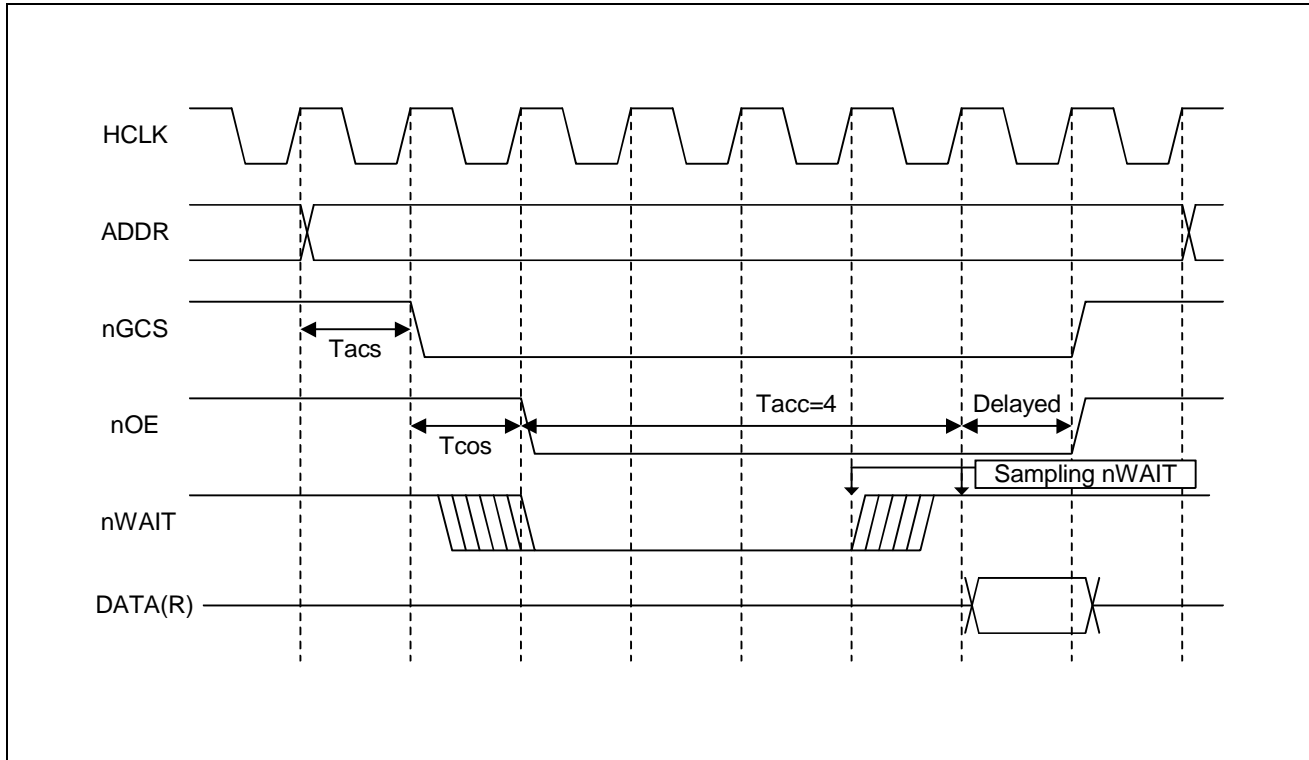 HCLK
ADDR
nGCS
Tacs
nOE
Tacc=4
Delayed
Tcos
Sampling nWAIT
nWAIT
DATA(R)